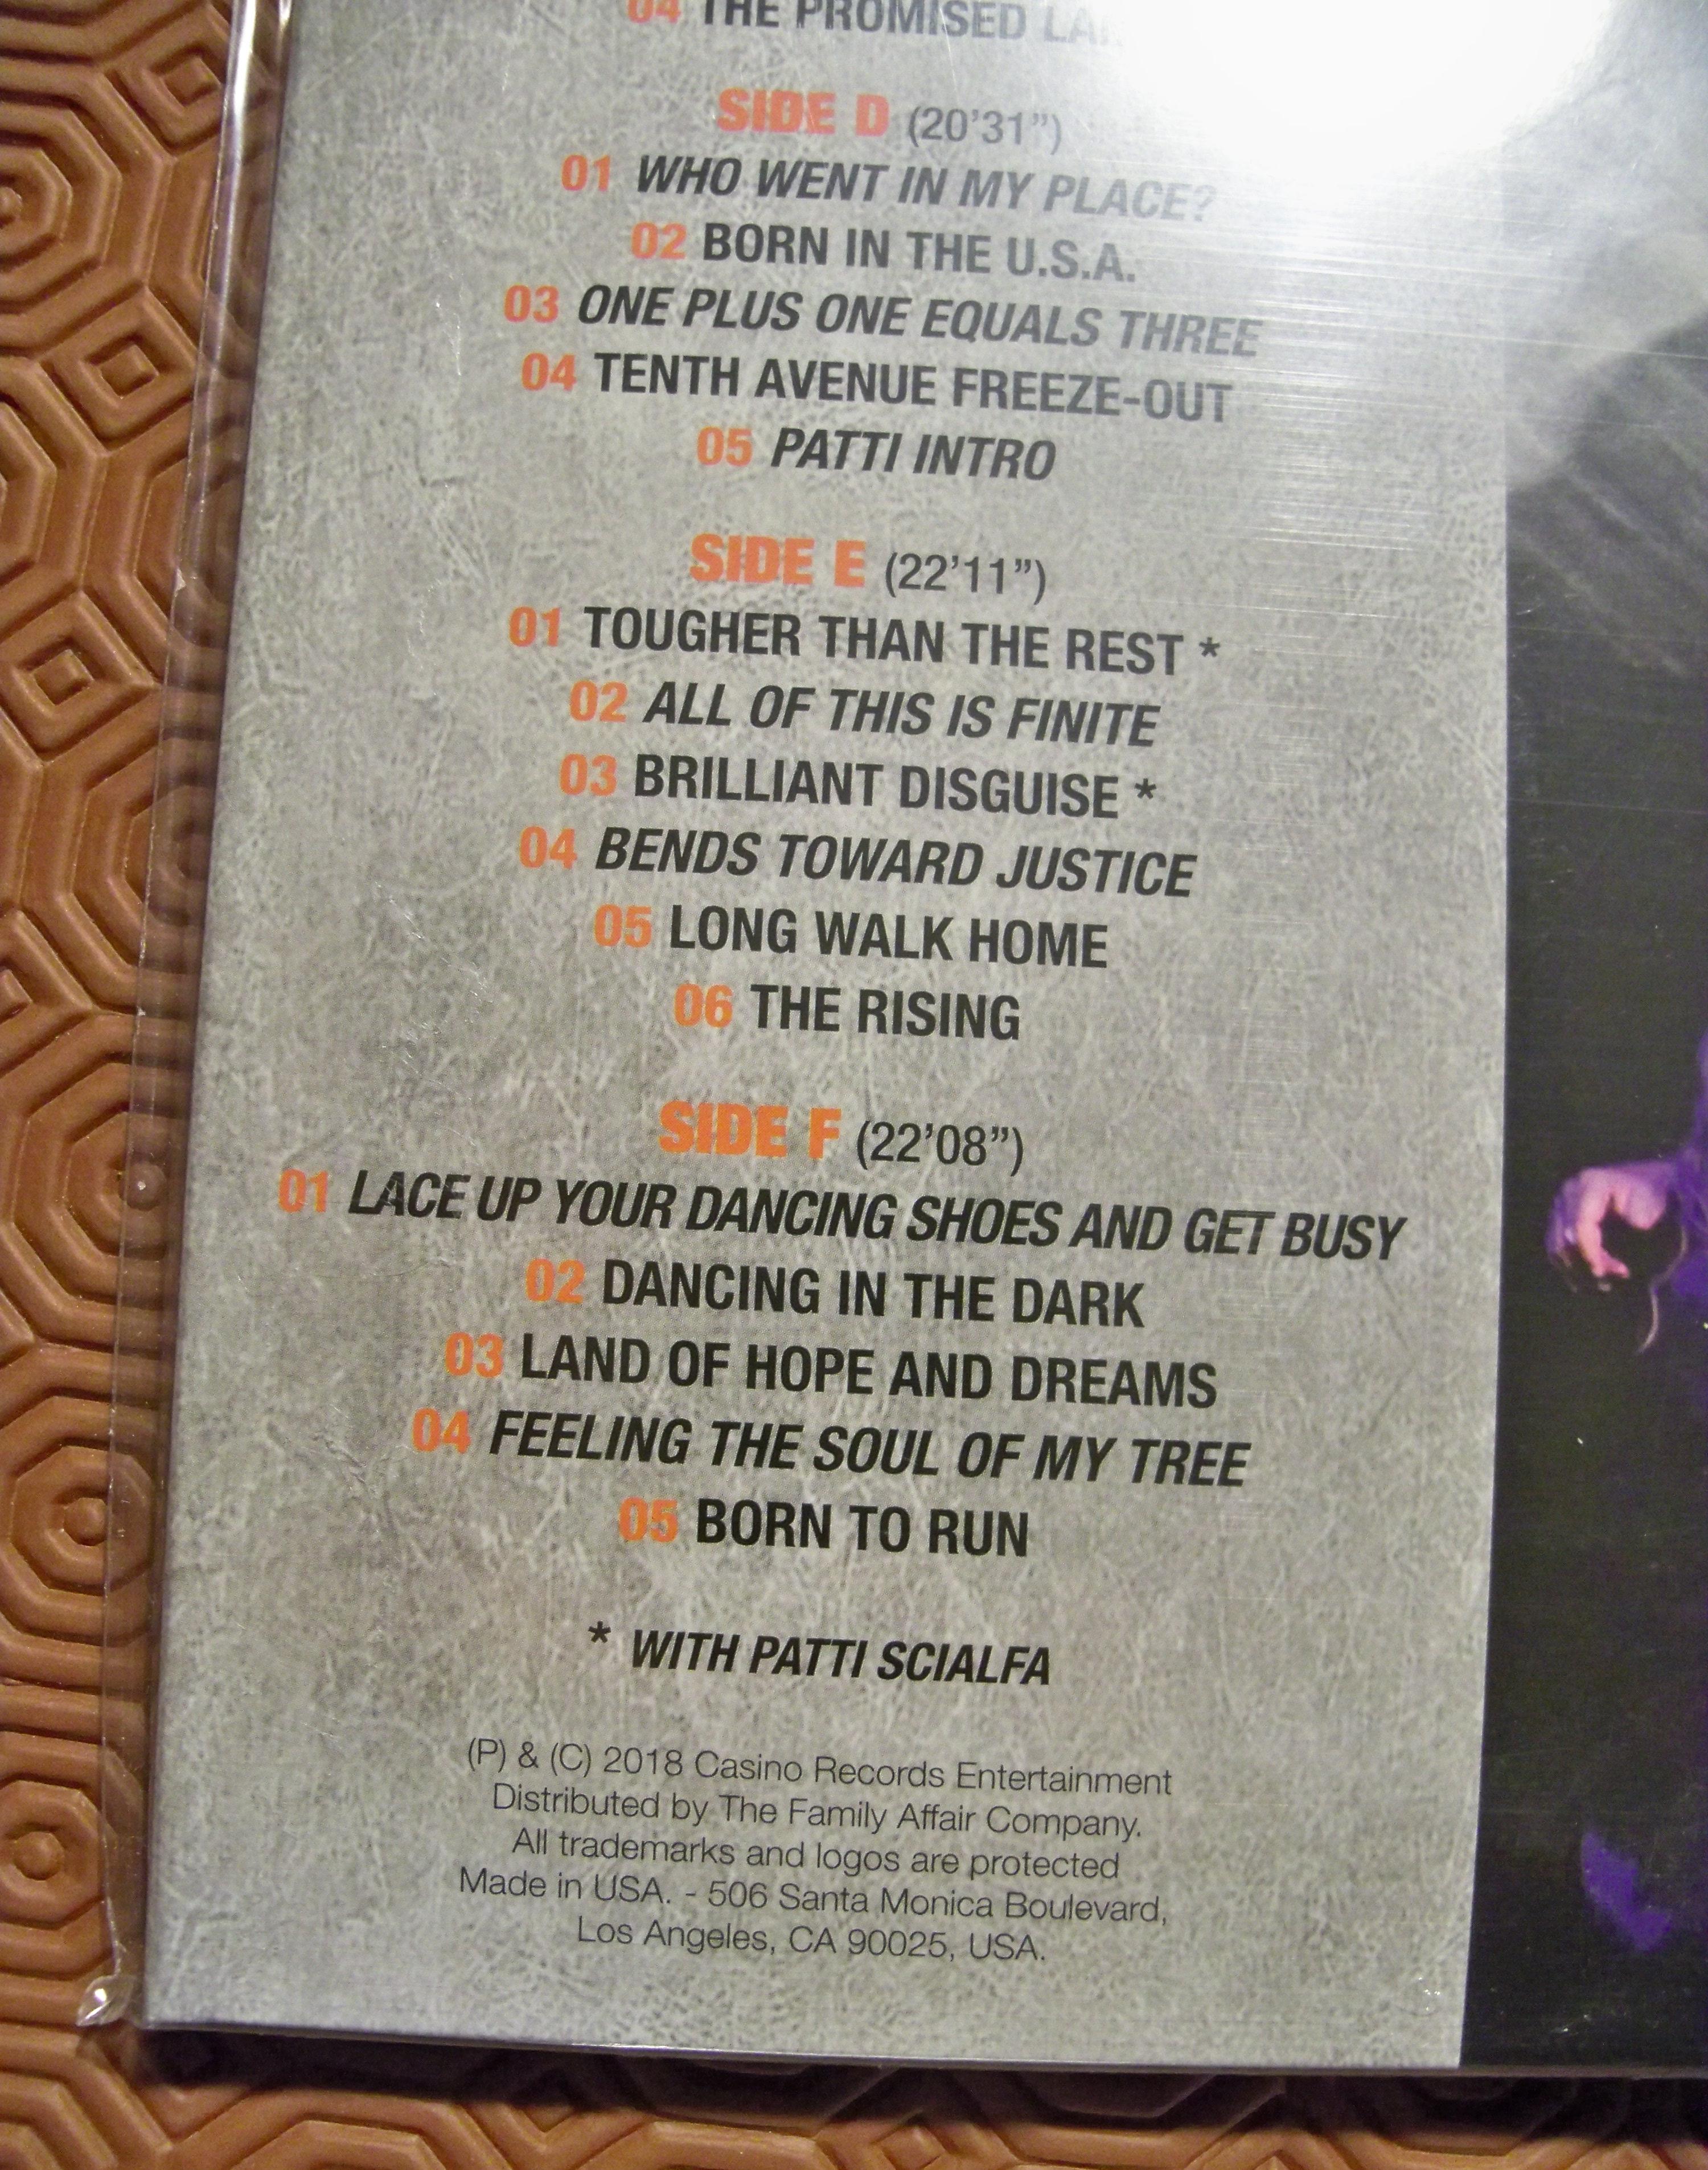 04 THE PROMISED
SIDE D (20'31")
01 WHO WENT IN MY PLACE?
02 BORN IN THE U.S.A.
03 ONE PLUS ONE EQUALS THREE
04 TENTH AVENUE FREEZE-OUT
05 PATTI INTRO
SIDE E (22'11")
01 TOUGHER THAN THE REST *
02 ALL OF THIS IS FINITE
03 BRILLIANT DISGUISE *
04 BENDS TOWARD JUSTICE
05 LONG WALK HOME
06 THE RISING
SIDE F (22'08")
01 LACE UP YOUR DANCING SHOES AND GET BUSY
02 DANCING IN THE DARK
03 LAND OF HOPE AND DREAMS
04 FEELING THE SOUL OF MY TREE
05 BORN TO RUN
* WITH PATTI SCIALFA
(P) & (C) 2018 Casino Records Entertainment
Distributed by The Family Affair Company.
All trademarks and logos are protected
Made in USA. - 506 Santa Monica Boulevard,
Los Angeles, CA 90025, USA.